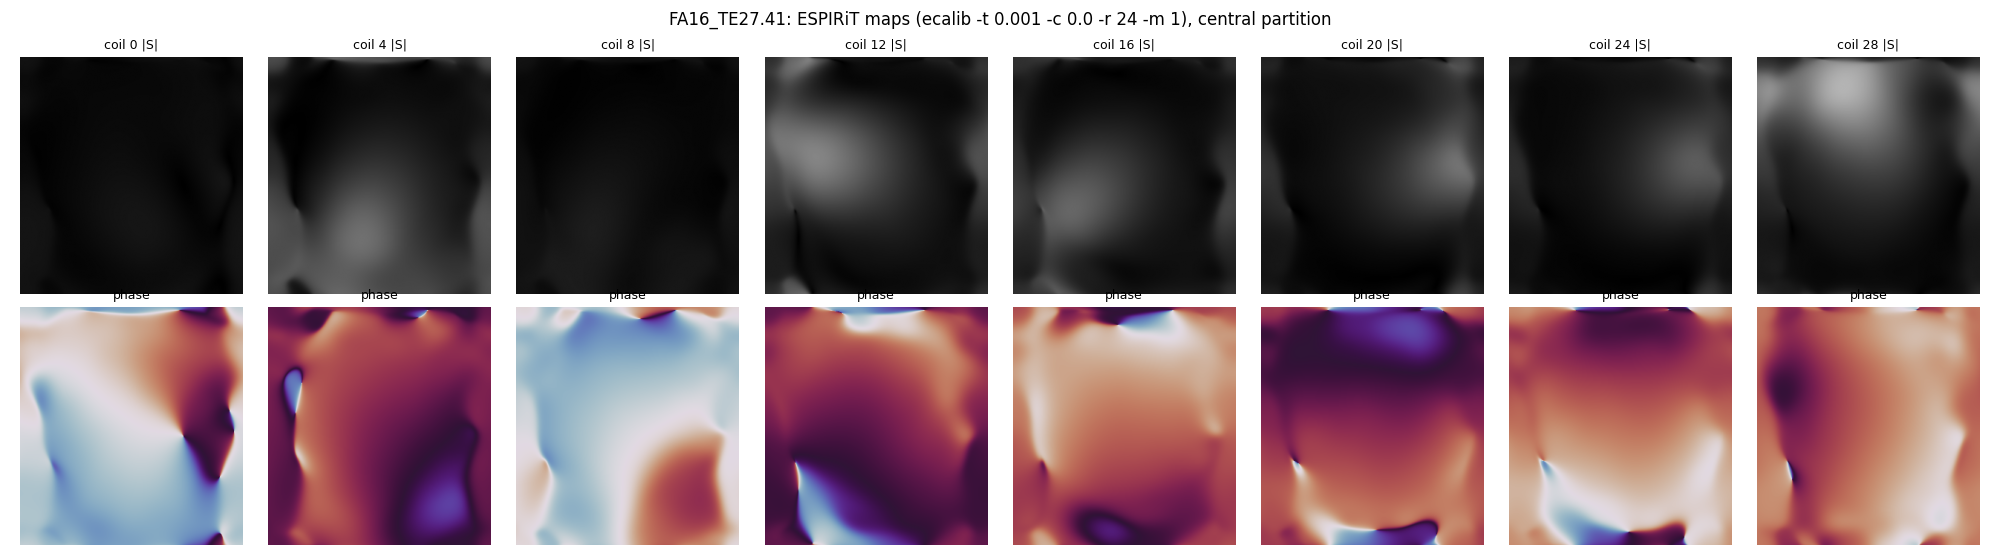 FA16_TE27.41: ESPIRiT maps (ecalib -t 0.001 -c 0.0 -r 24 -m 1), central partition
coil 0 |S| coil 4 |S| coil 8 |S| coil 12 |S| coil 16 |S| coil 20 |S| coil 24 |S| coil 28 |S|
phase phase phase phase phase phase phase phase